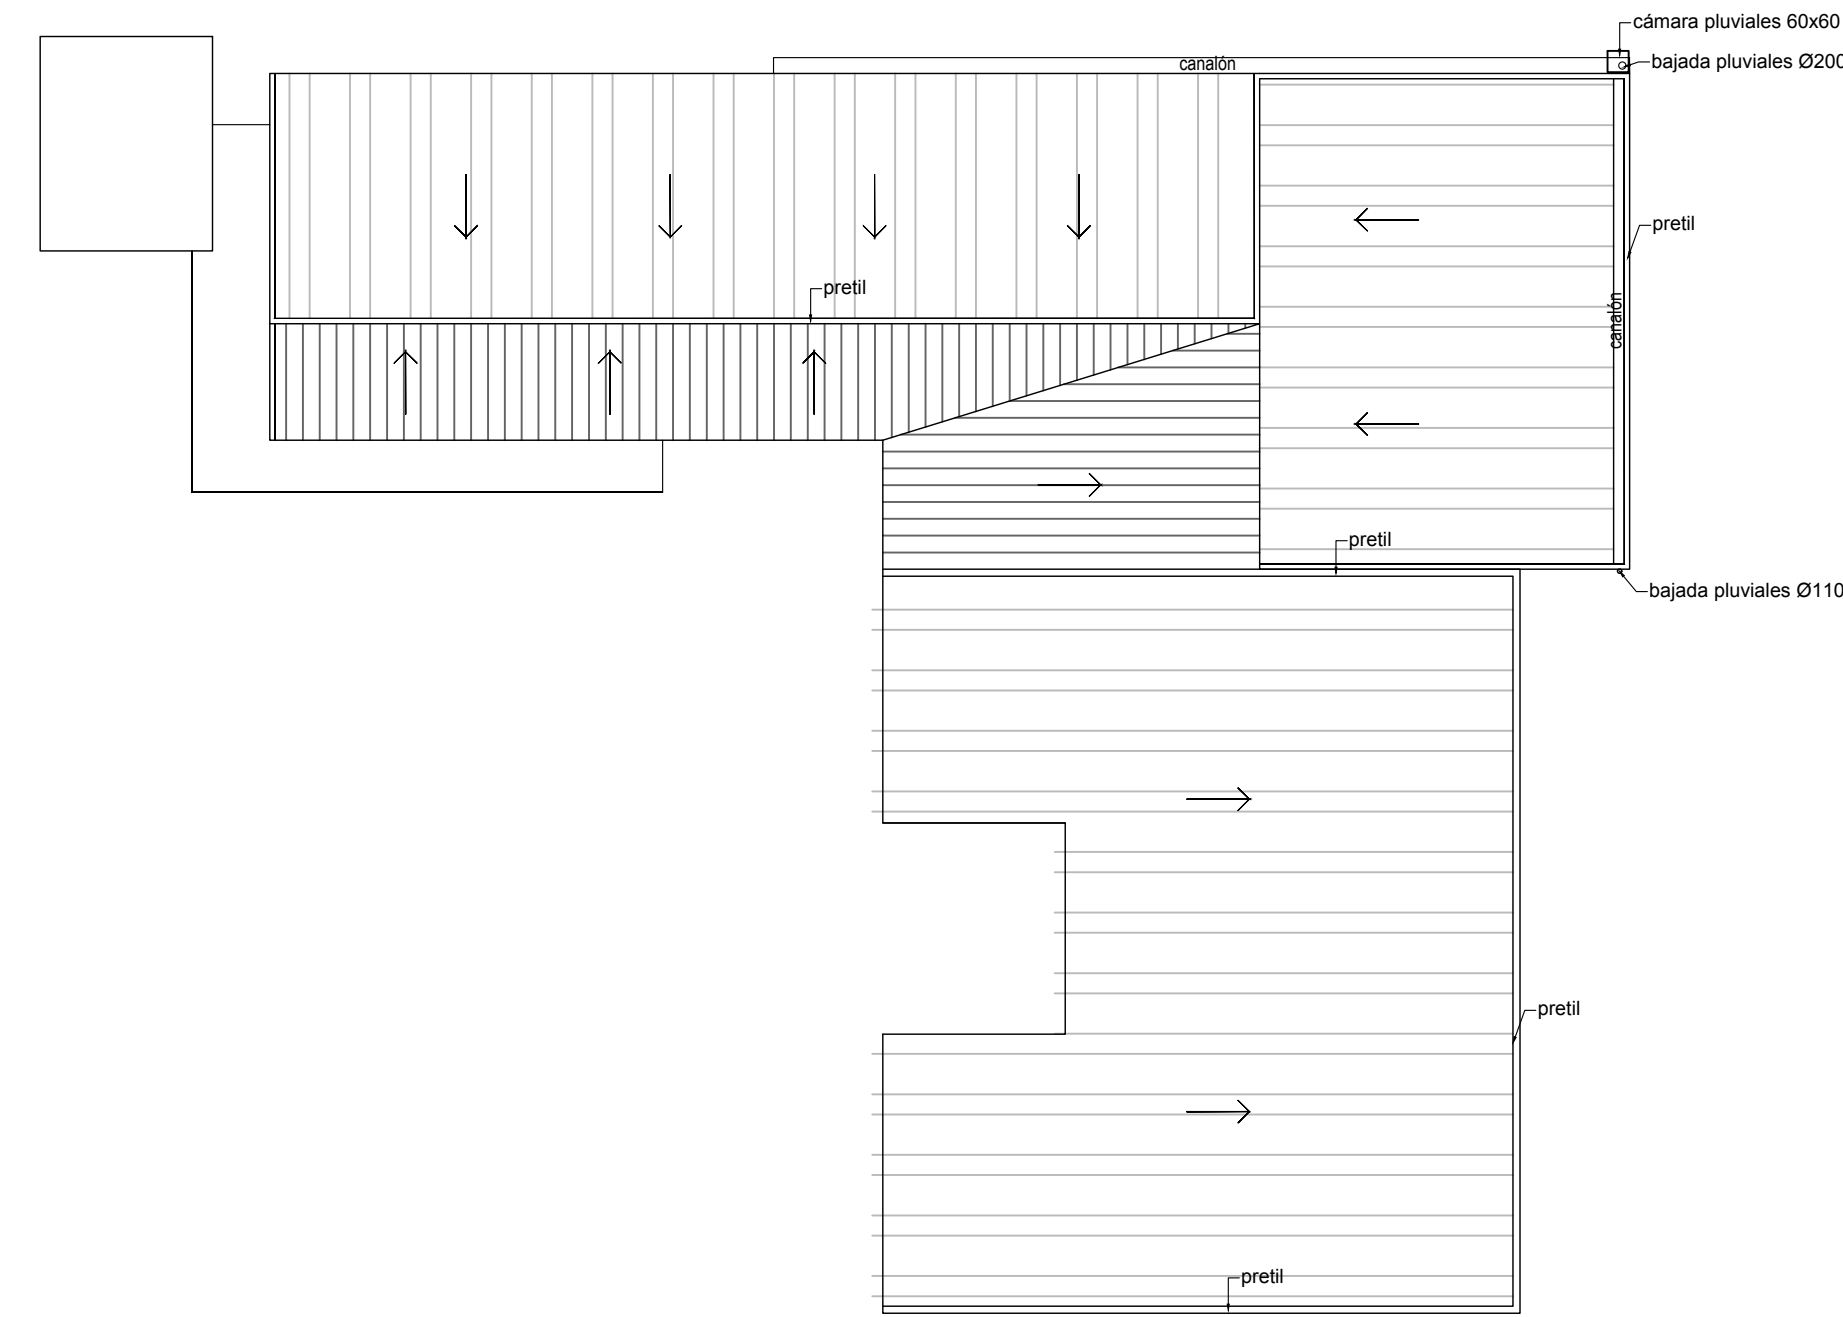 cámara pluviales 60x60
canalón
bajada pluviales Ø200
pretil
pretil
canalón
pretil
bajada pluviales Ø110
pretil
pretil